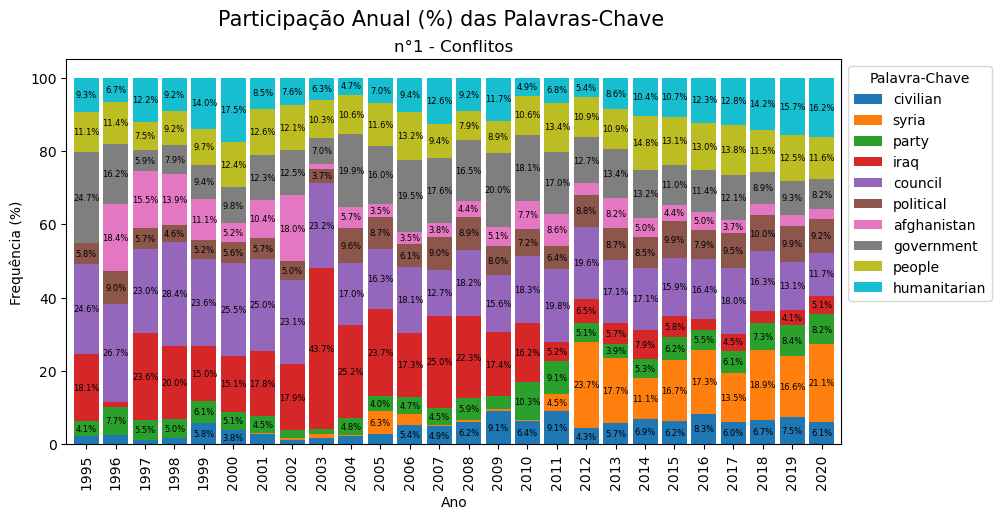 Participação Anual (%) das Palavras-Chave
n°1 - Conflitos
Frequência (%)
100
80
60
40
20
0
9.3% 6.7% 12.2% 9.2% 14.0% 17.5% 8.5% 7.6% 6.3% 4.7% 7.0% 9.4% 12.6% 9.2% 11.7% 4.9% 6.8% 5.4% 8.6% 10.4% 10.7% 12.3% 12.8% 14.2% 15.7% 16.2%
11.1% 11.4% 7.5% 9.2% 9.7% 12.4% 12.6% 12.1% 10.3% 10.6% 11.6% 13.2% 9.4% 7.9% 8.9% 10.6% 13.4% 10.9% 10.9% 14.8% 13.1% 13.0% 13.8% 11.5% 12.5% 11.6%
24.7% 16.2% 5.9% 7.9% 9.4% 9.8% 12.3% 12.5% 7.0% 19.9% 16.0% 19.5% 17.6% 16.5% 20.0% 18.1% 17.0% 12.7% 13.4% 13.2% 11.0% 11.4% 12.1% 8.9% 9.3% 8.2%
18.4% 15.5% 13.9% 11.1% 5.2% 10.4% 18.0% 5.7% 3.5% 3.5% 3.8% 4.4% 5.1% 7.7% 8.6% 8.2% 5.0% 4.4% 5.0% 3.7%
5.8% 9.0% 5.7% 4.6% 5.2% 5.6% 5.7% 5.0% 3.7% 9.6% 8.7% 6.1% 9.0% 8.9% 8.0% 7.2% 6.4% 8.8% 8.7% 8.5% 9.9% 7.9% 9.5% 10.0% 9.9% 9.2%
24.6% 26.7% 23.0% 28.4% 23.6% 25.5% 25.0% 23.1% 23.2% 17.0% 16.3% 18.1% 12.7% 18.2% 15.6% 18.3% 19.8% 19.6% 17.1% 17.1% 15.9% 16.4% 18.0% 16.3% 13.1% 11.7%
18.1% 23.6% 20.0% 15.0% 15.1% 17.8% 17.9% 43.7% 25.2% 23.7% 17.3% 25.0% 22.3% 17.4% 16.2% 5.2% 6.5% 5.7% 7.9% 5.8% 4.5% 4.1% 5.1%
4.1% 7.7% 5.5% 5.0% 6.1% 5.1% 4.5% 4.8% 4.0% 4.7% 4.5% 5.9% 10.3% 9.1% 5.1% 3.9% 5.3% 6.2% 5.5% 6.1% 7.3% 8.4% 8.2%
6.3% 4.5% 23.7% 17.7% 11.1% 16.7% 17.3% 13.5% 18.9% 16.6% 21.1%
5.8% 3.8% 5.4% 4.9% 6.2% 9.1% 6.4% 9.1% 4.3% 5.7% 6.9% 6.2% 8.3% 6.0% 6.7% 7.5% 6.1%
1995 1996 1997 1998 1999 2000 2001 2002 2003 2004 2005 2006 2007 2008 2009 2010 2011 2012 2013 2014 2015 2016 2017 2018 2019 2020
Ano
Palavra-Chave
civilian
syria
party
iraq
council
political
afghanistan
government
people
humanitarian